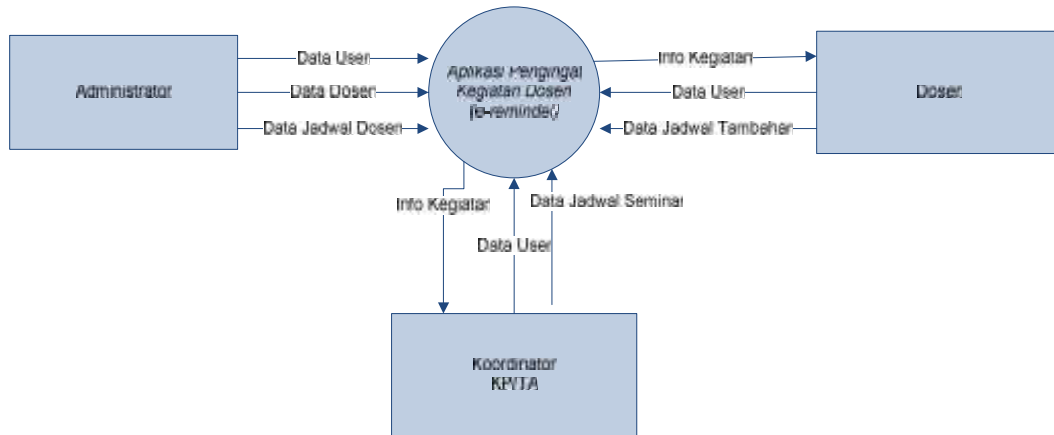 Administrator
Data User
Data Dosen
Data Jadwal Dosen
Aplikasi Pengingat
Kegiatan Dosen
(e-reminder)
Info Kegiatan
Data User
Data Jadwal Tambahan
Dosen
Info Kegiatan
Data User
Data Jadwal Seminar
Koordinator
KP/TA